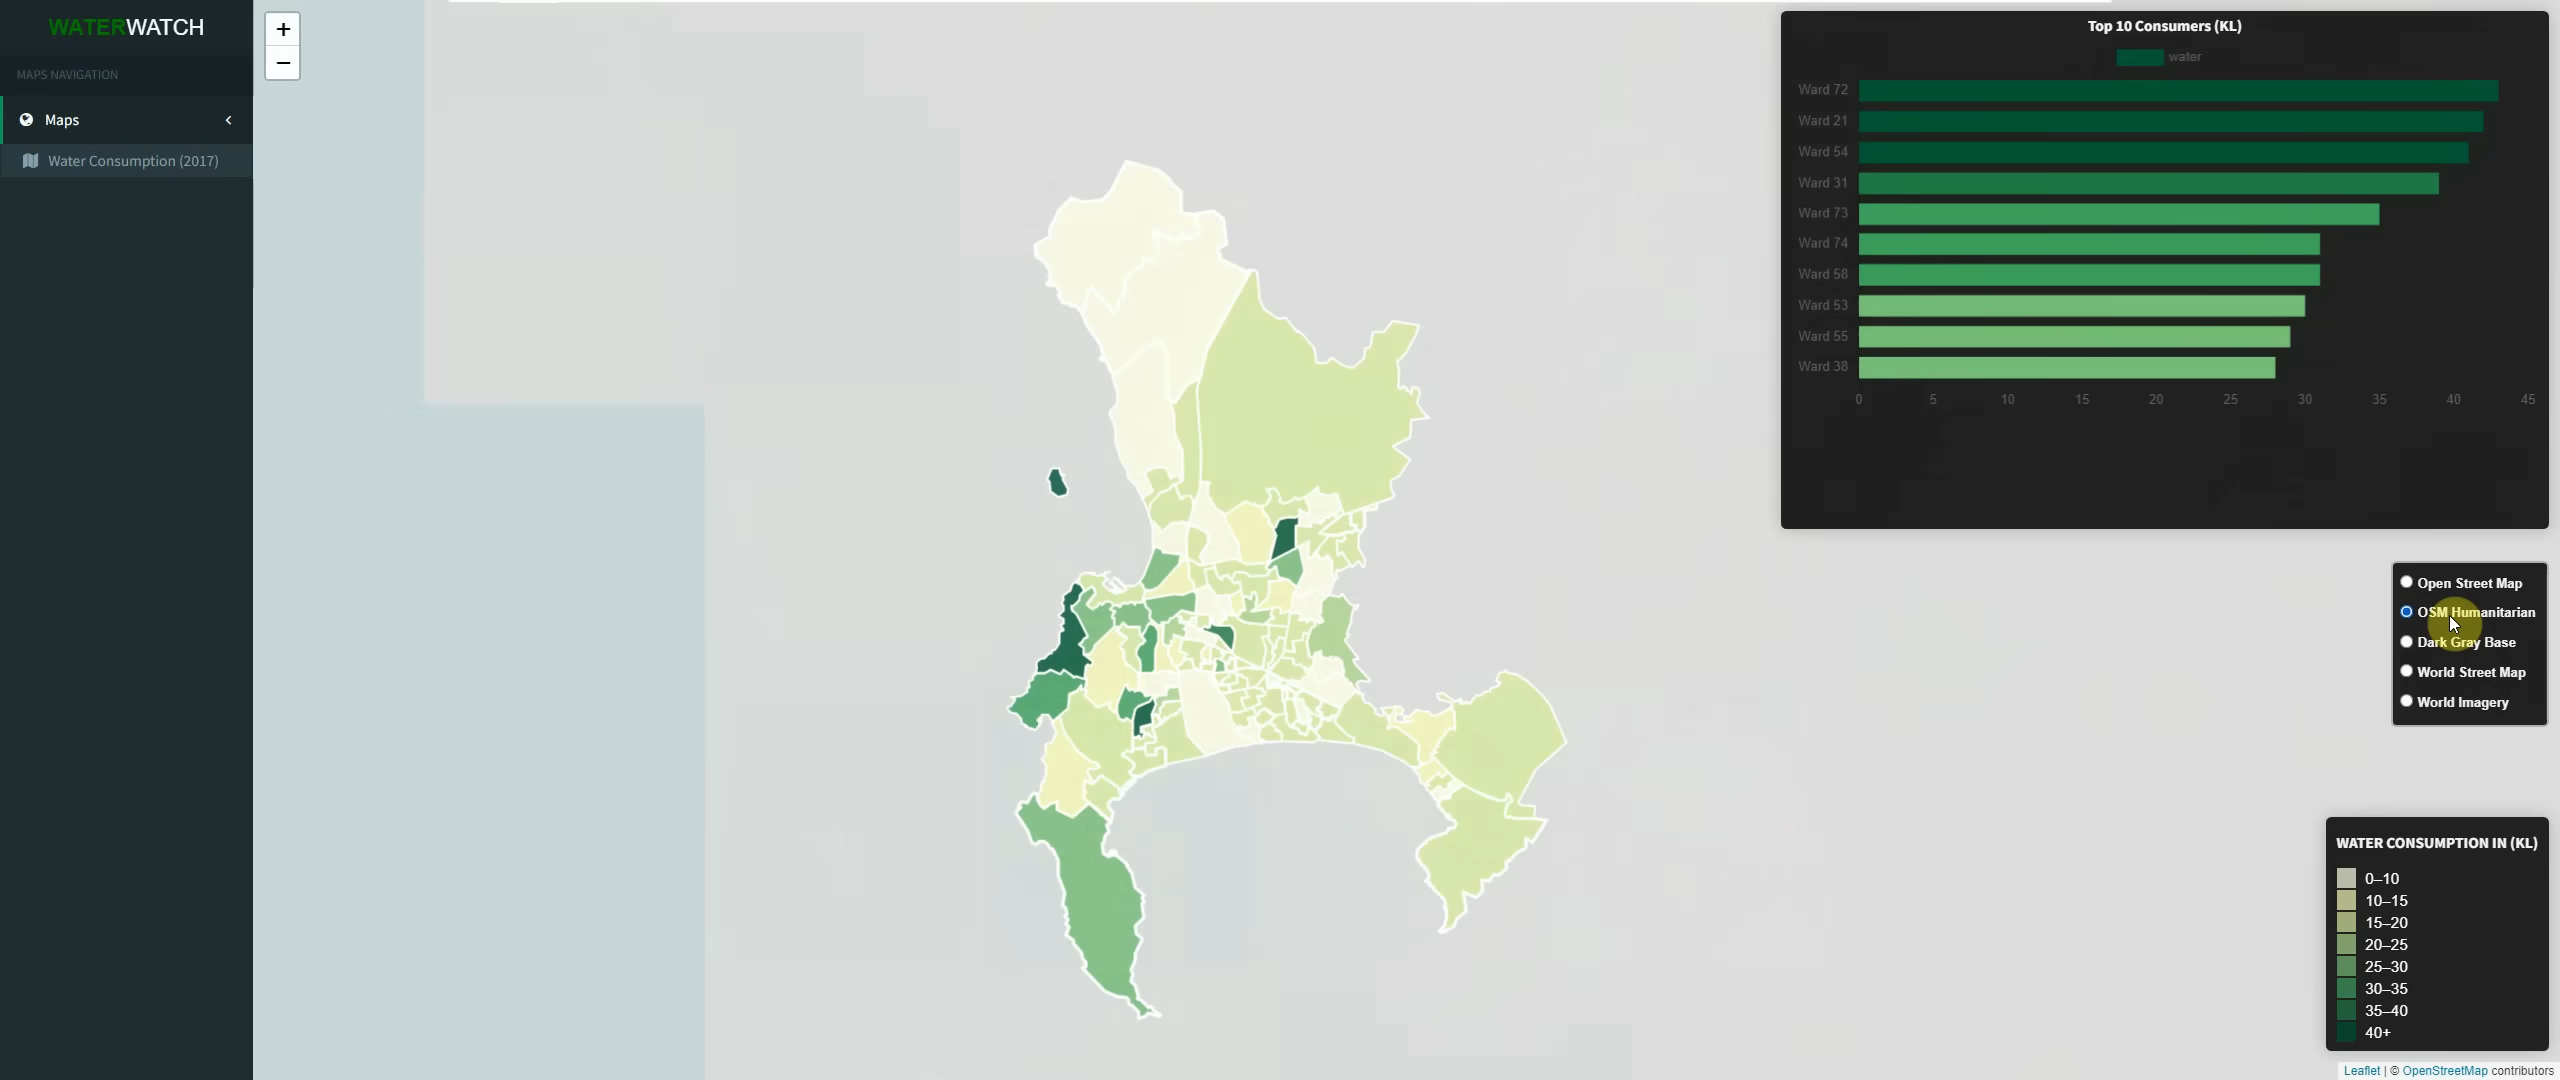 WATERWATCH
MAPS NAVIGATION
Maps
Water Consumption (2017)
+
−
Top 10 Consumers (KL)
water
Ward 72
Ward 21
Ward 54
Ward 31
Ward 73
Ward 74
Ward 58
Ward 53
Ward 55
Ward 38
0 5 10 15 20 25 30 35 40 45
Open Street Map
OSM Humanitarian
Dark Gray Base
World Street Map
World Imagery
WATER CONSUMPTION IN (KL)
0–10
10–15
15–20
20–25
25–30
30–35
35–40
40+
Leaflet | © OpenStreetMap contributors